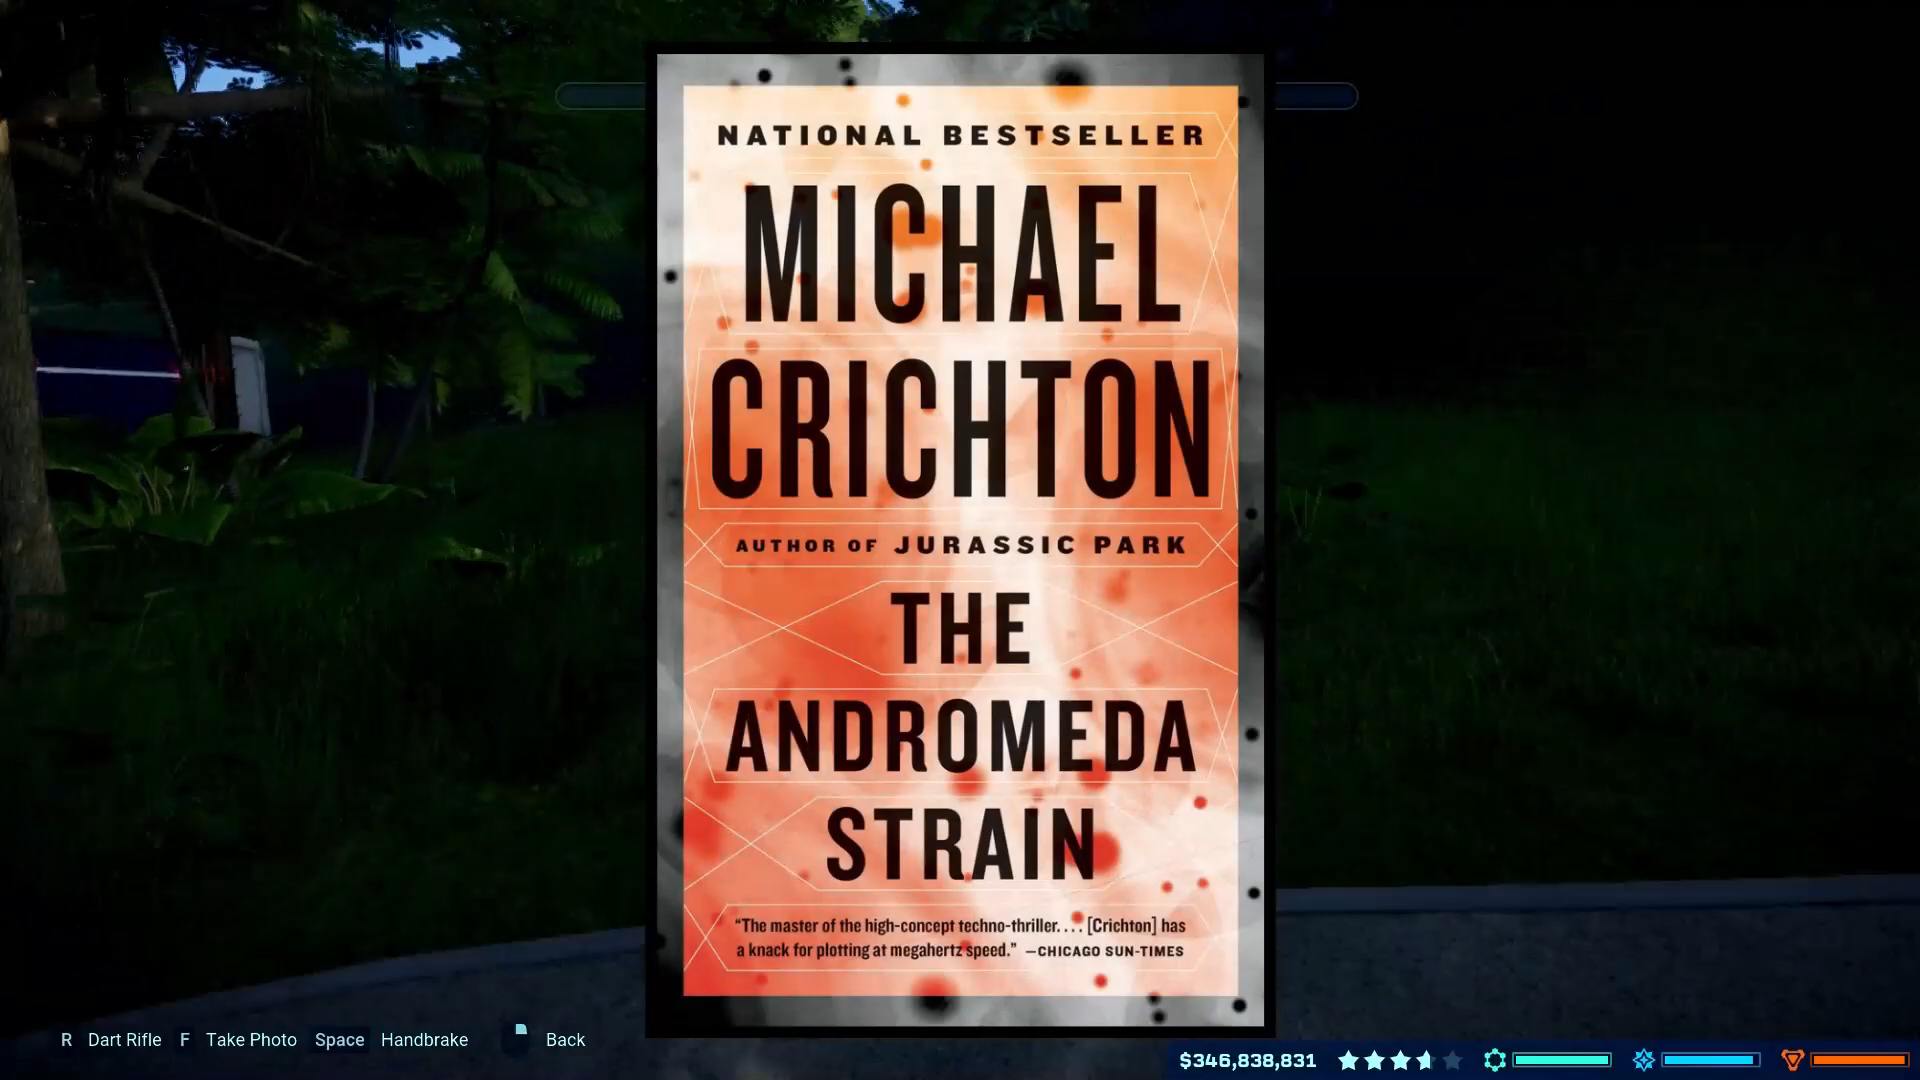 NATIONAL BESTSELLER
MICHAEL
CRICHTON
AUTHOR OF JURASSIC PARK
THE
ANDROMEDA
STRAIN
“The master of the high-concept techno-thriller. . . . [Crichton] has
a knack for plotting at megahertz speed.” —CHICAGO SUN-TIMES
R Dart Rifle F Take Photo Space Handbrake Back
$346,838,831